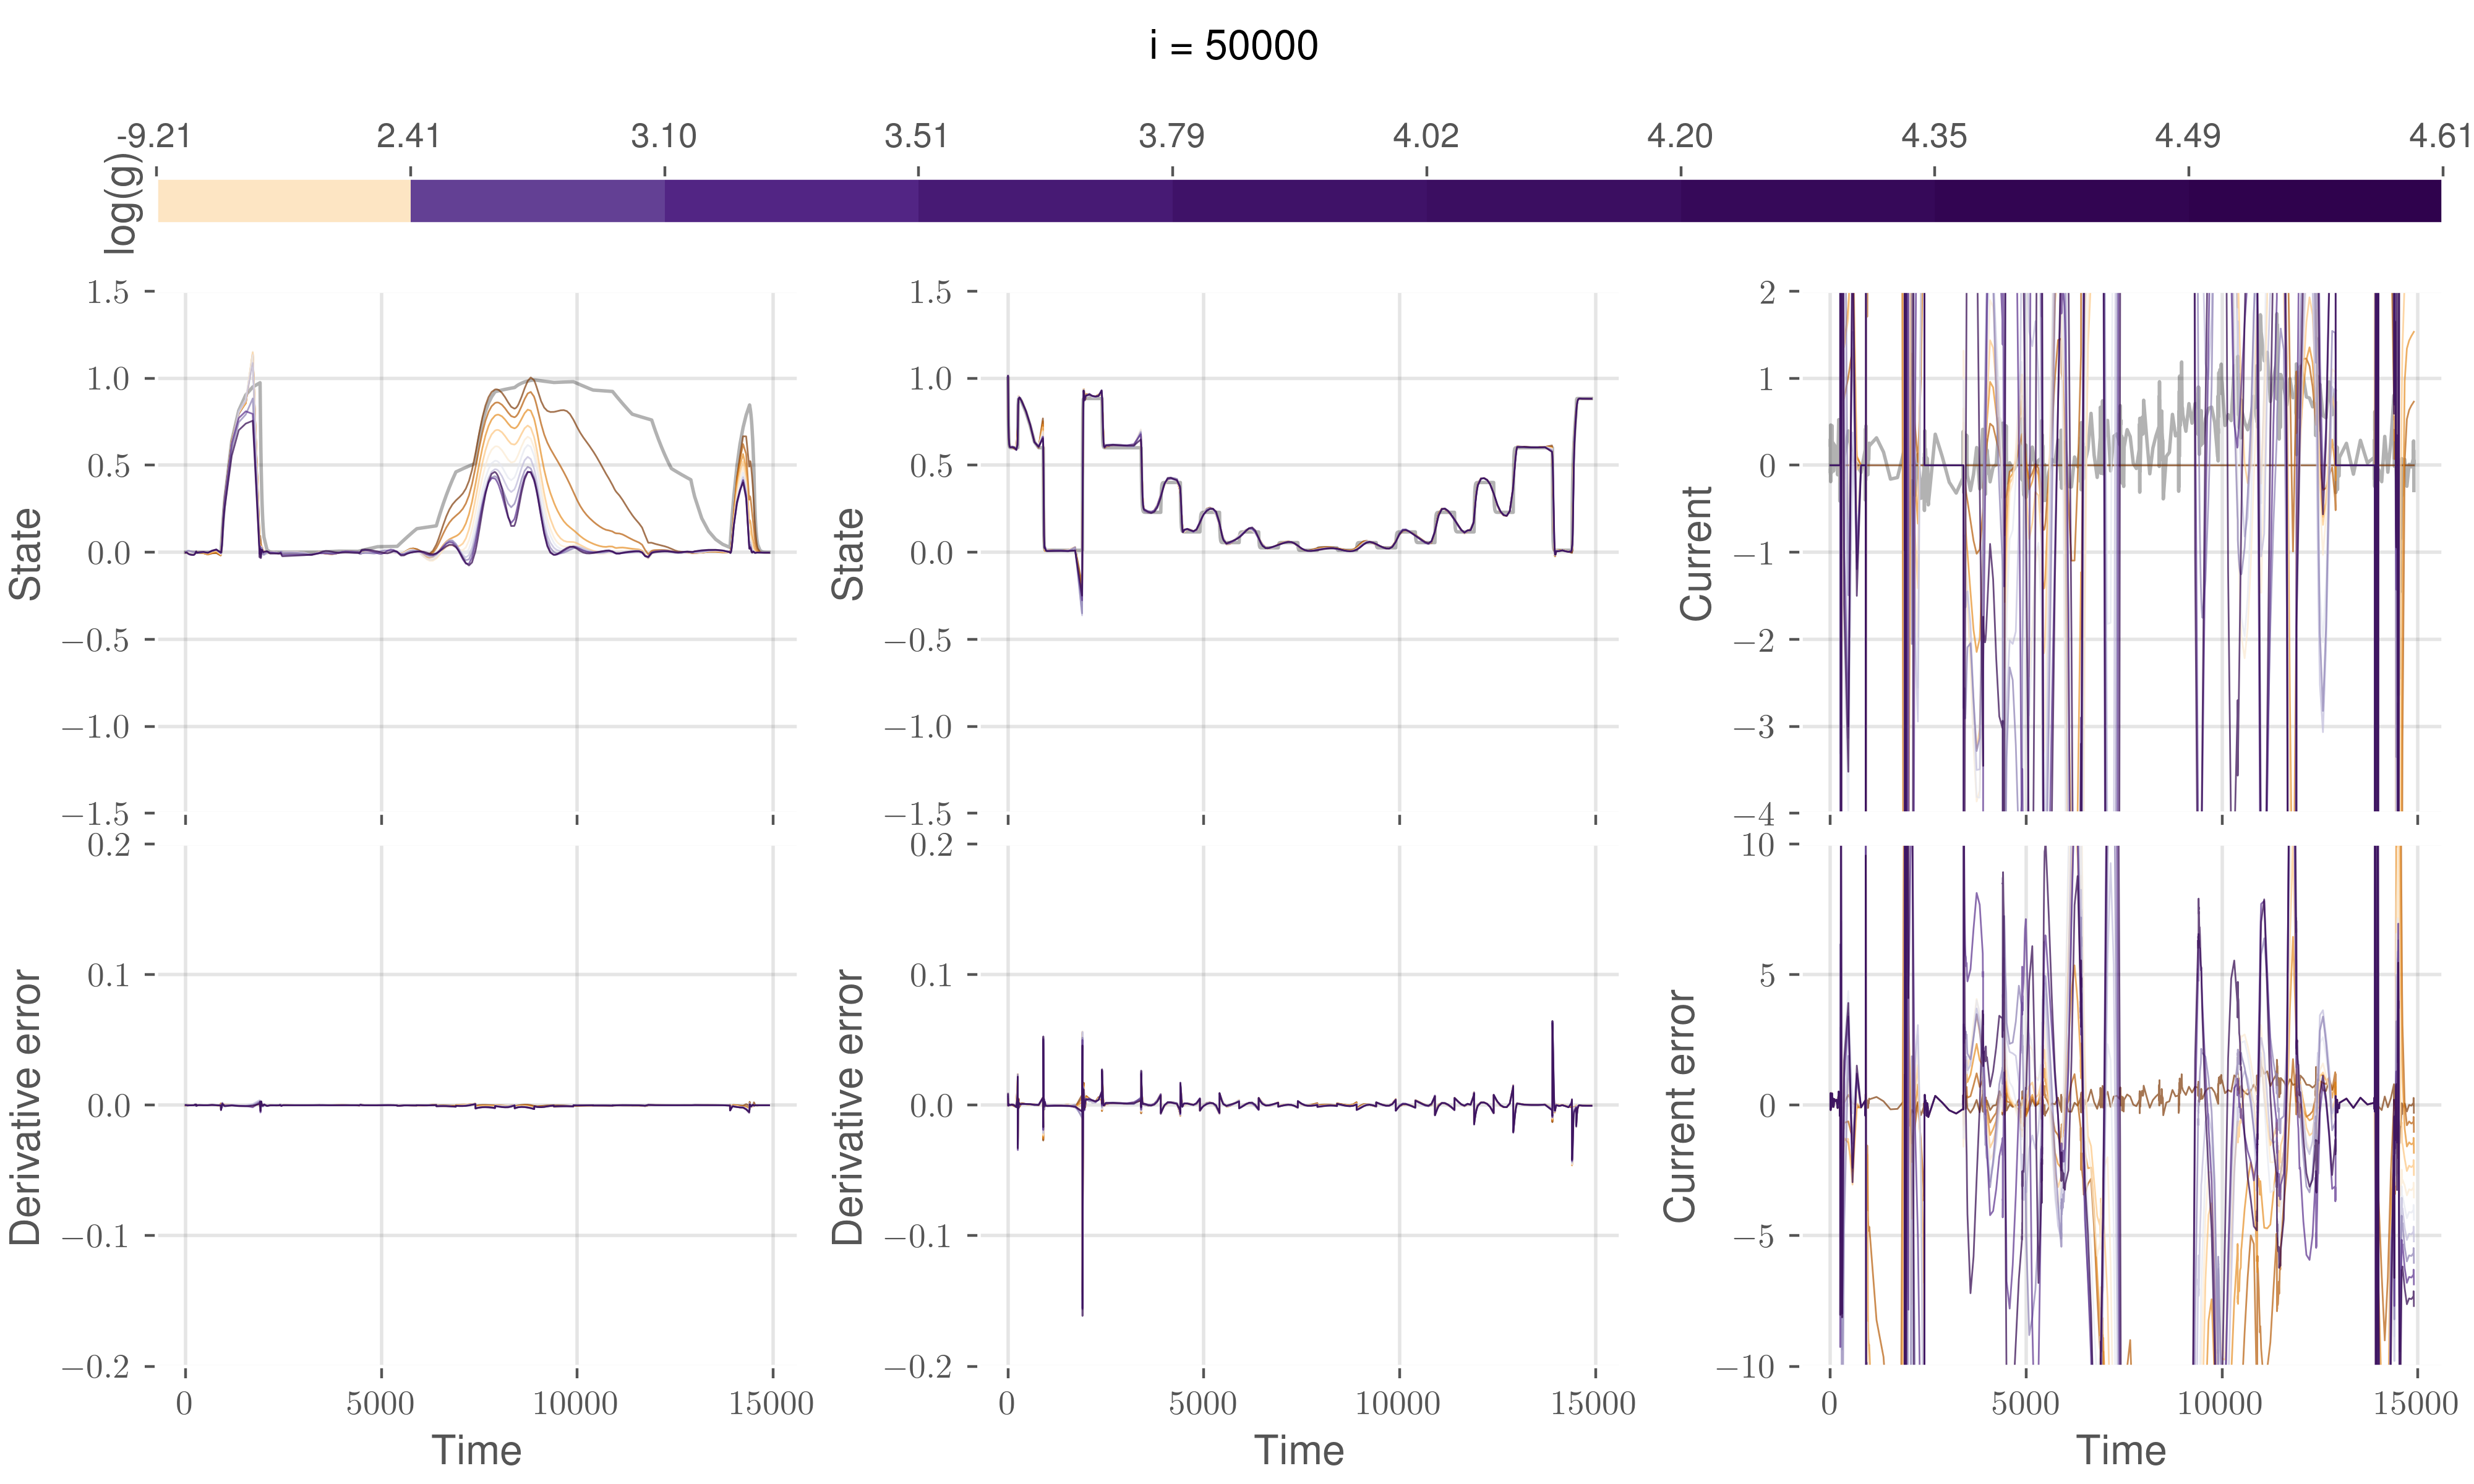 i = 50000
-9.21 2.41 3.10 3.51 3.79 4.02 4.20 4.35 4.49 4.61
log(g)
1.5
1.0
0.5
0.0
−0.5
−1.0
−1.5
State
1.5
1.0
0.5
0.0
−0.5
−1.0
−1.5
State
2
1
0
−1
−2
−3
−4
Current
0.2
0.1
0.0
−0.1
−0.2
Derivative error
0 5000 10000 15000
Time
0.2
0.1
0.0
−0.1
−0.2
Derivative error
0 5000 10000 15000
Time
10
5
0
−5
−10
Current error
0 5000 10000 15000
Time